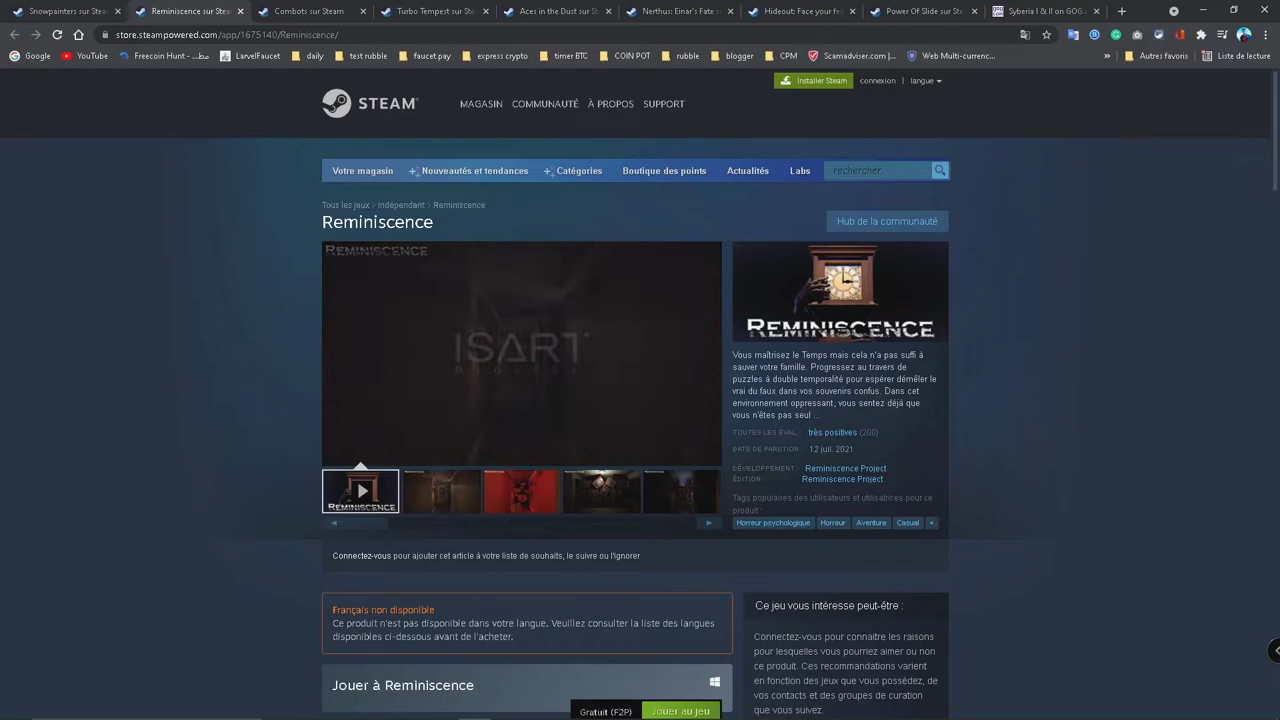 Snowpainters sur Steam
Reminiscence sur Steam
Combots sur Steam
Turbo Tempest sur Steam
Aces in the Dust sur Steam
Nerthus: Einar's Fate sur
Hideout: Face your fe
Power Of Slide sur Steam
Syberia I & II on GOG
store.steampowered.com/app/1675140/Reminiscence/
Google
YouTube
Freecoin Hunt - ...مط
LarvelFaucet
daily
test rubble
faucet pay
express crypto
timer BTC
COIN POT
rubble
blogger
CPM
Scamadviser.com |...
Web Multi-currenc...
»
Autres favoris
Liste de lecture
Installer Steam
connexion | langue
STEAM
MAGASIN COMMUNAUTÉ À PROPOS SUPPORT
Votre magasin Nouveautés et tendances Catégories Boutique des points Actualités Labs rechercher
Tous les jeux > Indépendant > Reminiscence
Reminiscence
Hub de la communauté
REMINISCENCE
ISART
DIGITAL
REMINISCENCE
Vous maîtrisez le Temps mais cela n'a pas suffi à
sauver votre famille. Progressez au travers de
puzzles à double temporalité pour espérer démêler le
vrai du faux dans vos souvenirs confus. Dans cet
environnement oppressant, vous sentez déjà que
vous n'êtes pas seul ...
TOUTES LES ÉVAL. : très positives (200)
DATE DE PARUTION : 12 juil. 2021
DÉVELOPPEMENT : Reminiscence Project
ÉDITION : Reminiscence Project
Tags populaires des utilisateurs et utilisatrices pour ce
produit :
Horreur psychologique Horreur Aventure Casual +
REMINISCENCE
Connectez-vous pour ajouter cet article à votre liste de souhaits, le suivre ou l'ignorer
Français non disponible
Ce produit n'est pas disponible dans votre langue. Veuillez consulter la liste des langues
disponibles ci-dessous avant de l'acheter.
Jouer à Reminiscence
Gratuit (F2P) Jouer au jeu
Ce jeu vous intéresse peut-être :
Connectez-vous pour connaître les raisons
pour lesquelles vous pourriez aimer ou non
ce produit. Ces recommandations varient
en fonction des jeux que vous possédez, de
vos contacts et des groupes de curation
que vous suivez.